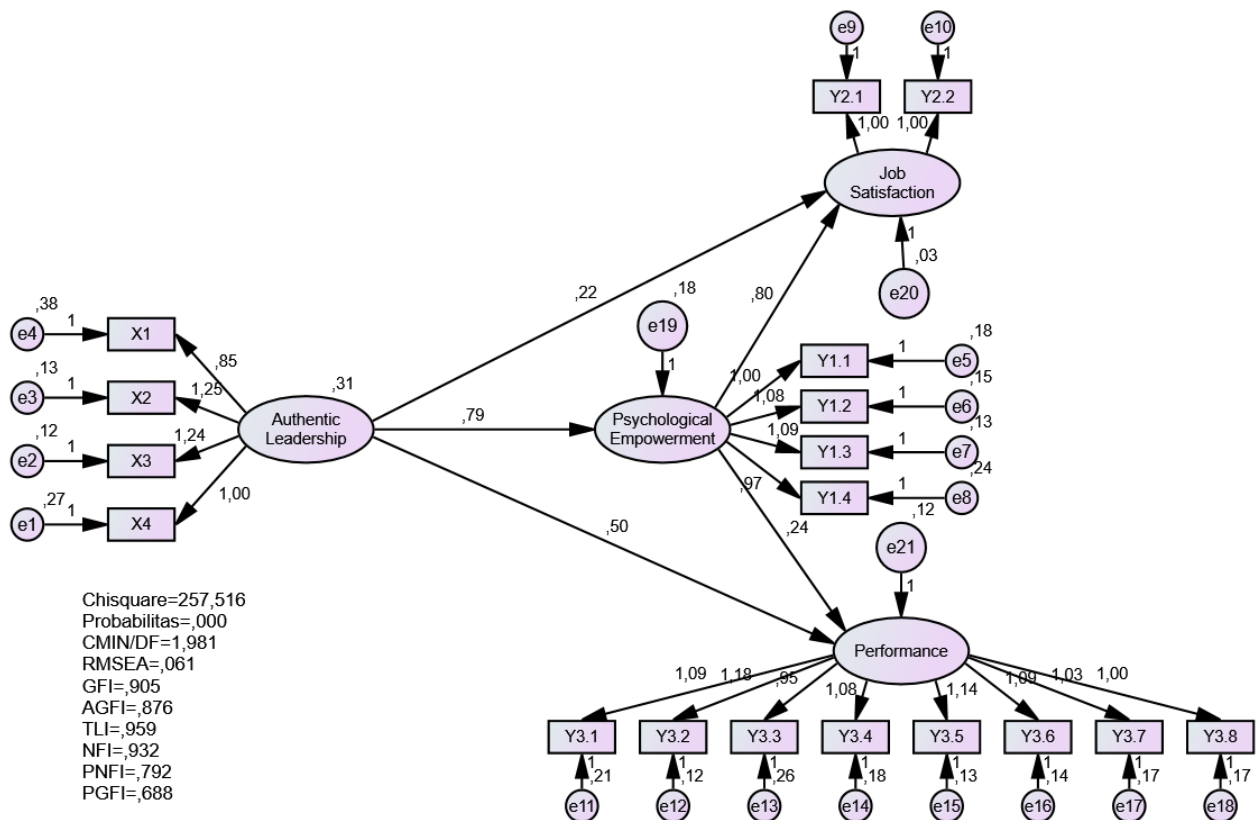 e9
e10
1
1
Y2.1
Y2.2
1,00
1,00
Job
Satisfaction
1
,03
e20
,22
,80
,18
e19
1
,38
e4
1
X1
,85
,13
e3
1
X2
1,25
,12
e2
1
X3
1,24
,27
e1
1
X4
1,00
,31
Authentic
Leadership
,79
Psychological
Empowerment
1,00
Y1.1
1
e5
,18
1,08
Y1.2
1
e6
,15
1,09
Y1.3
1
e7
,13
,97
Y1.4
1
e8
,24
,50
,24
,12
e21
1
Performance
1,09
1,18
,95
1,08
1,14
1,09
1,03
1,00
Y3.1
Y3.2
Y3.3
Y3.4
Y3.5
Y3.6
Y3.7
Y3.8
1
1
1
1
1
1
1
1
,21
,12
,26
,18
,13
,14
,17
,17
e11
e12
e13
e14
e15
e16
e17
e18
Chisquare=257,516
Probabilitas=,000
CMIN/DF=1,981
RMSEA=,061
GFI=,905
AGFI=,876
TLI=,959
NFI=,932
PNFI=,792
PGFI=,688